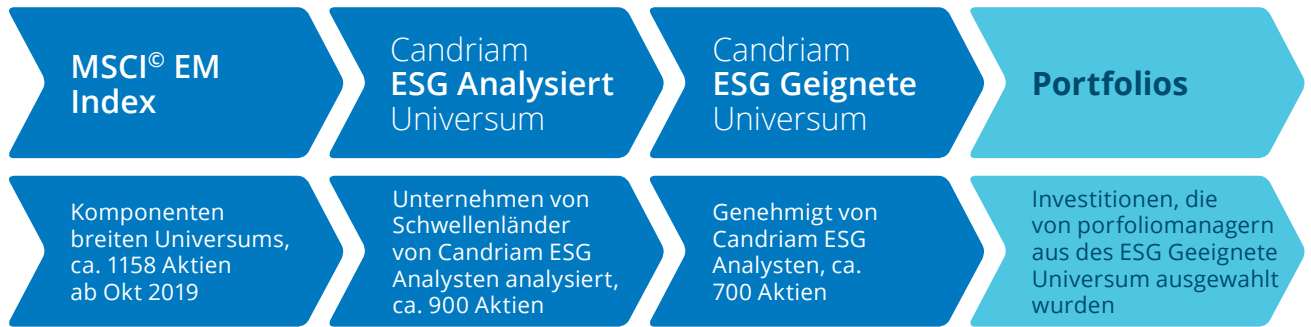 MSCI© EM
Index
Candriam
ESG Analysiert
Universum
Candriam
ESG Geignete
Universum
Portfolios
Komponenten
breiten Universums,
ca. 1158 Aktien
ab Okt 2019
Unternehmen von
Schwellenländer
von Candriam ESG
Analysten analysiert,
ca. 900 Aktien
Genehmigt von
Candriam ESG
Analysten, ca.
700 Aktien
Investitionen, die
von porfoliomanagern
aus des ESG Geeignete
Universum ausgewahlt
wurden